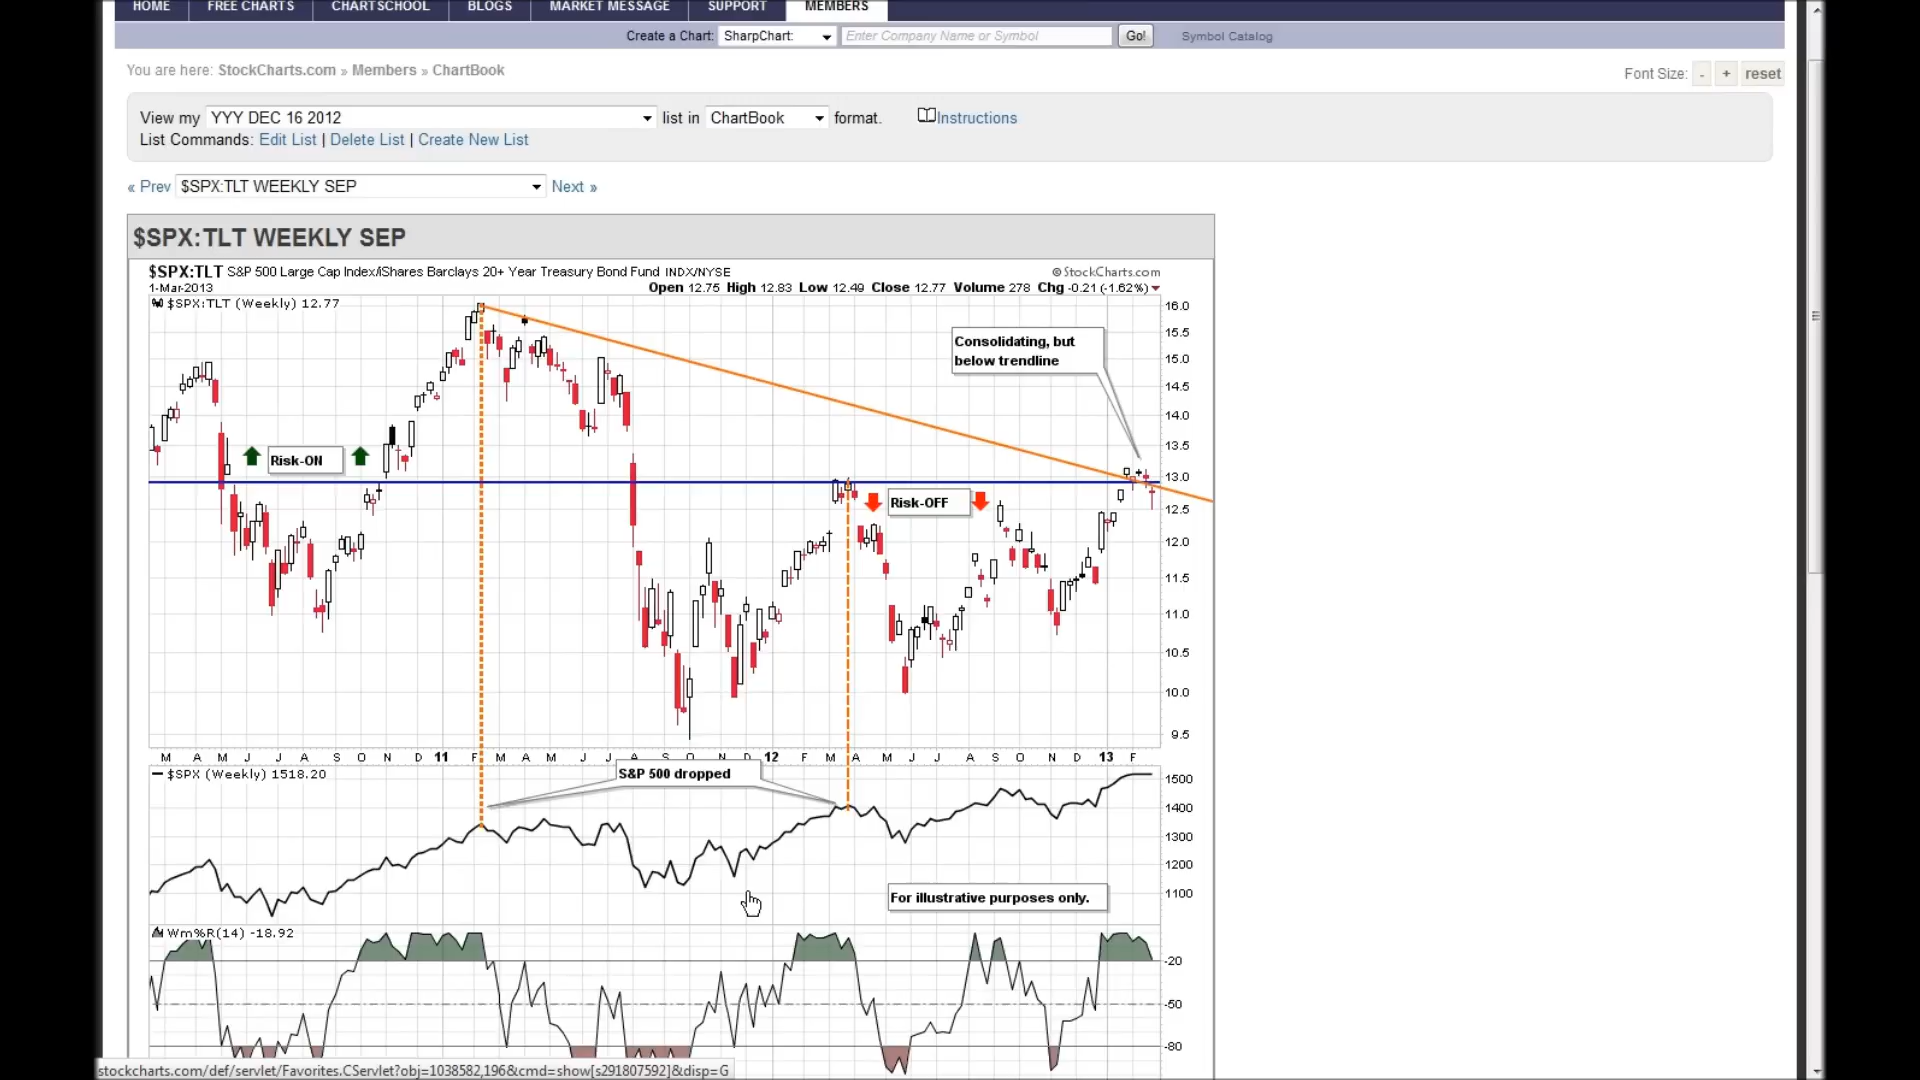 HOME FREE CHARTS CHARTSCHOOL BLOGS MARKET MESSAGE SUPPORT MEMBERS
Create a Chart: SharpChart: Enter Company Name or Symbol Go! Symbol Catalog
You are here: StockCharts.com » Members » ChartBook
Font Size: - + reset
View my YYY DEC 16 2012 list in ChartBook format. Instructions
List Commands: Edit List | Delete List | Create New List
« Prev $SPX:TLT WEEKLY SEP Next »
$SPX:TLT WEEKLY SEP
$SPX:TLT S&P 500 Large Cap Index/iShares Barclays 20+ Year Treasury Bond Fund INDX/NYSE © StockCharts.com
1-Mar-2013 Open 12.75 High 12.83 Low 12.49 Close 12.77 Volume 278 Chg -0.21 (-1.62%)
$SPX:TLT (Weekly) 12.77
16.0
15.5
Consolidating, but
below trendline
15.0
14.5
14.0
13.5
Risk-ON
13.0
Risk-OFF
12.5
12.0
11.5
11.0
10.5
10.0
9.5
M A M J J A S O N D 11 F M A M J J A S O N D 12 F M A M J J A S O N D 13 F
$SPX (Weekly) 1518.20
S&P 500 dropped
1500
1400
1300
1200
1100
For illustrative purposes only.
Wm%R(14) -18.92
-20
-50
-80
stockcharts.com/def/servlet/Favorites.CServlet?obj=1038582,196&cmd=show[s291807592]&disp=G